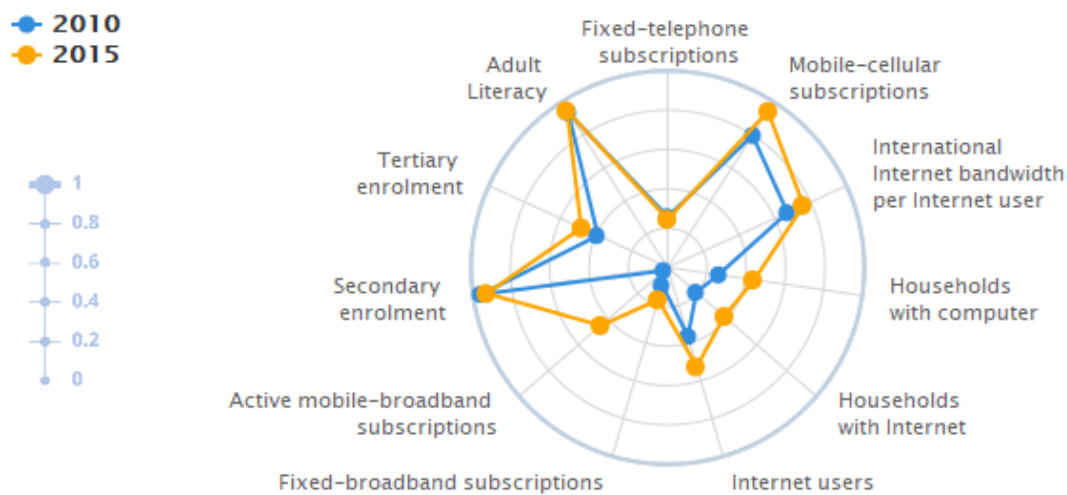 2010
2015
Fixed-telephone
subscriptions
Mobile-cellular
subscriptions
International
Internet bandwidth
per Internet user
Households
with computer
Households
with Internet
Internet users
Fixed-broadband subscriptions
Active mobile-broadband
subscriptions
Secondary
enrolment
Tertiary
enrolment
Adult
Literacy
1
0.8
0.6
0.4
0.2
0